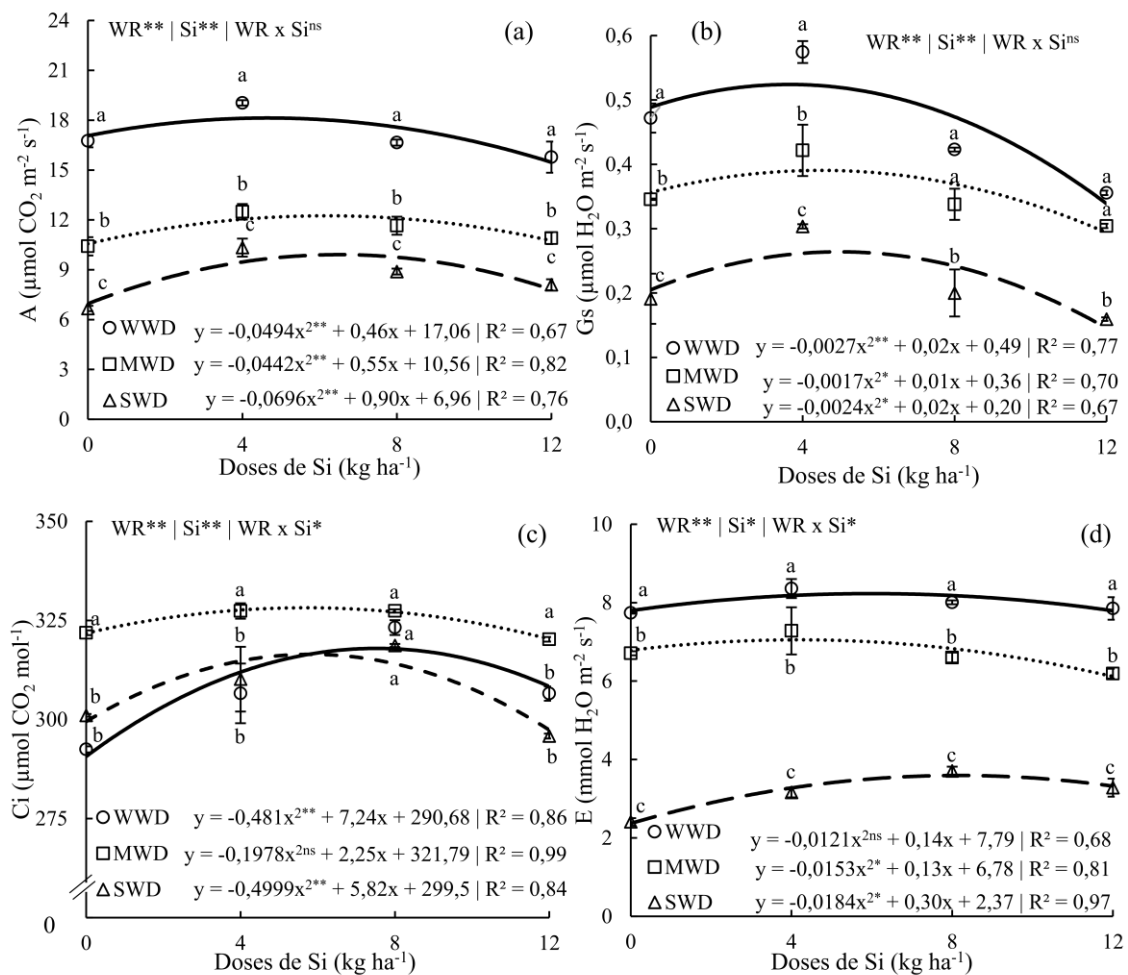 WR** | Si** | WR x Si^ns
(a)
24
21
18
15
12
9
6
3
0
A (µmol CO₂ m⁻² s⁻¹)
a
a
a
a
b
b
b
b
c
c
c
c
WWD y = -0,0494x²** + 0,46x + 17,06 | R² = 0,67
MWD y = -0,0442x²** + 0,55x + 10,56 | R² = 0,82
SWD y = -0,0696x²** + 0,90x + 6,96 | R² = 0,76
0 4 8 12
Doses de Si (kg ha⁻¹)
(b)
WR** | Si** | WR x Si^ns
0,6
0,5
0,4
0,3
0,2
0,1
0,0
Gs (µmol H₂O m⁻² s⁻¹)
a
a
a
a
b
b
a
a
c
c
b
b
WWD y = -0,0027x²** + 0,02x + 0,49 | R² = 0,77
MWD y = -0,0017x²* + 0,01x + 0,36 | R² = 0,70
SWD y = -0,0024x²* + 0,02x + 0,20 | R² = 0,67
0 4 8 12
Doses de Si (kg ha⁻¹)
WR** | Si** | WR x Si*
(c)
350
325
300
275
0
Ci (µmol CO₂ mol⁻¹)
a
a
a
a
b
b
a
b
b
b
a
b
WWD y = -0,481x²** + 7,24x + 290,68 | R² = 0,86
MWD y = -0,1978x²ns + 2,25x + 321,79 | R² = 0,99
SWD y = -0,4999x²** + 5,82x + 299,5 | R² = 0,84
0 4 8 12
Doses de Si (kg ha⁻¹)
WR** | Si* | WR x Si*
(d)
10
8
6
4
2
0
E (mmol H₂O m⁻² s⁻¹)
a
a
a
a
b
b
b
b
c
c
c
c
WWD y = -0,0121x²ns + 0,14x + 7,79 | R² = 0,68
MWD y = -0,0153x²* + 0,13x + 6,78 | R² = 0,81
SWD y = -0,0184x²* + 0,30x + 2,37 | R² = 0,97
0 4 8 12
Doses de Si (kg ha⁻¹)